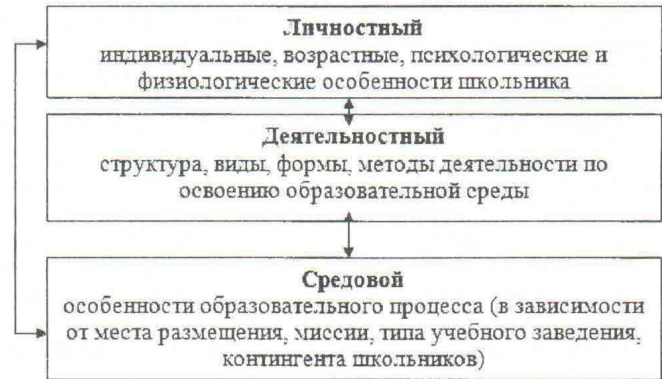 Личностный
индивидуальные, возрастные, психологические и
физиологические особенности школьника
Деятельностный
структура, виды, формы, методы деятельности по
освоению образовательной среды
Средовой
особенности образовательного процесса (в зависимости
от места размещения, миссии, типа учебного заведения,
контингента школьников)